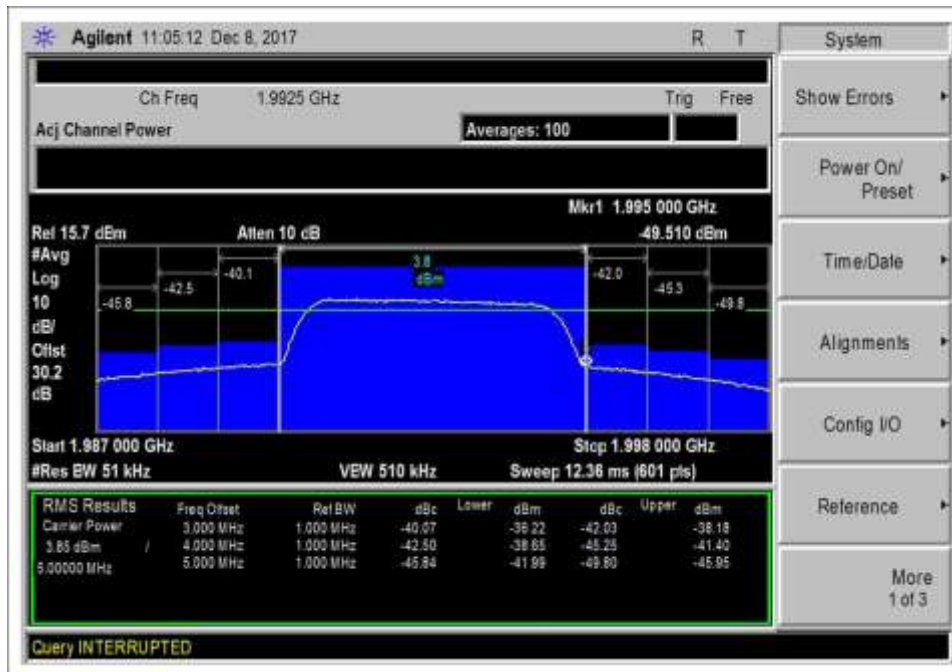 Agilent 11:05:12 Dec 8, 2017 R T
Ch Freq 1.9925 GHz Trig Free
Acj Channel Power Averages: 100
Mkr1 1.995 000 GHz
Ref 15.7 dBm Atten 10 dB -49.510 dBm
#Avg
Log
10
dB/
Offst
30.2
dB
-45.8 -42.5 -40.1 3.8 dBm -42.0 -45.3 -49.8
Start 1.987 000 GHz Stop 1.998 000 GHz
#Res BW 51 kHz VBW 510 kHz Sweep 12.36 ms (601 pts)
RMS Results Freq Offset Ref BW dBc Lower dBm dBc Upper dBm
Carrier Power 3.000 MHz 1.000 MHz -40.07 -36.22 -42.03 -38.18
3.85 dBm / 4.000 MHz 1.000 MHz -42.50 -38.65 -45.25 -41.40
5.00000 MHz 5.000 MHz 1.000 MHz -45.84 -41.99 -49.80 -45.95
Query INTERRUPTED
System
Show Errors
Power On/
Preset
Time/Date
Alignments
Config I/O
Reference
More
1 of 3